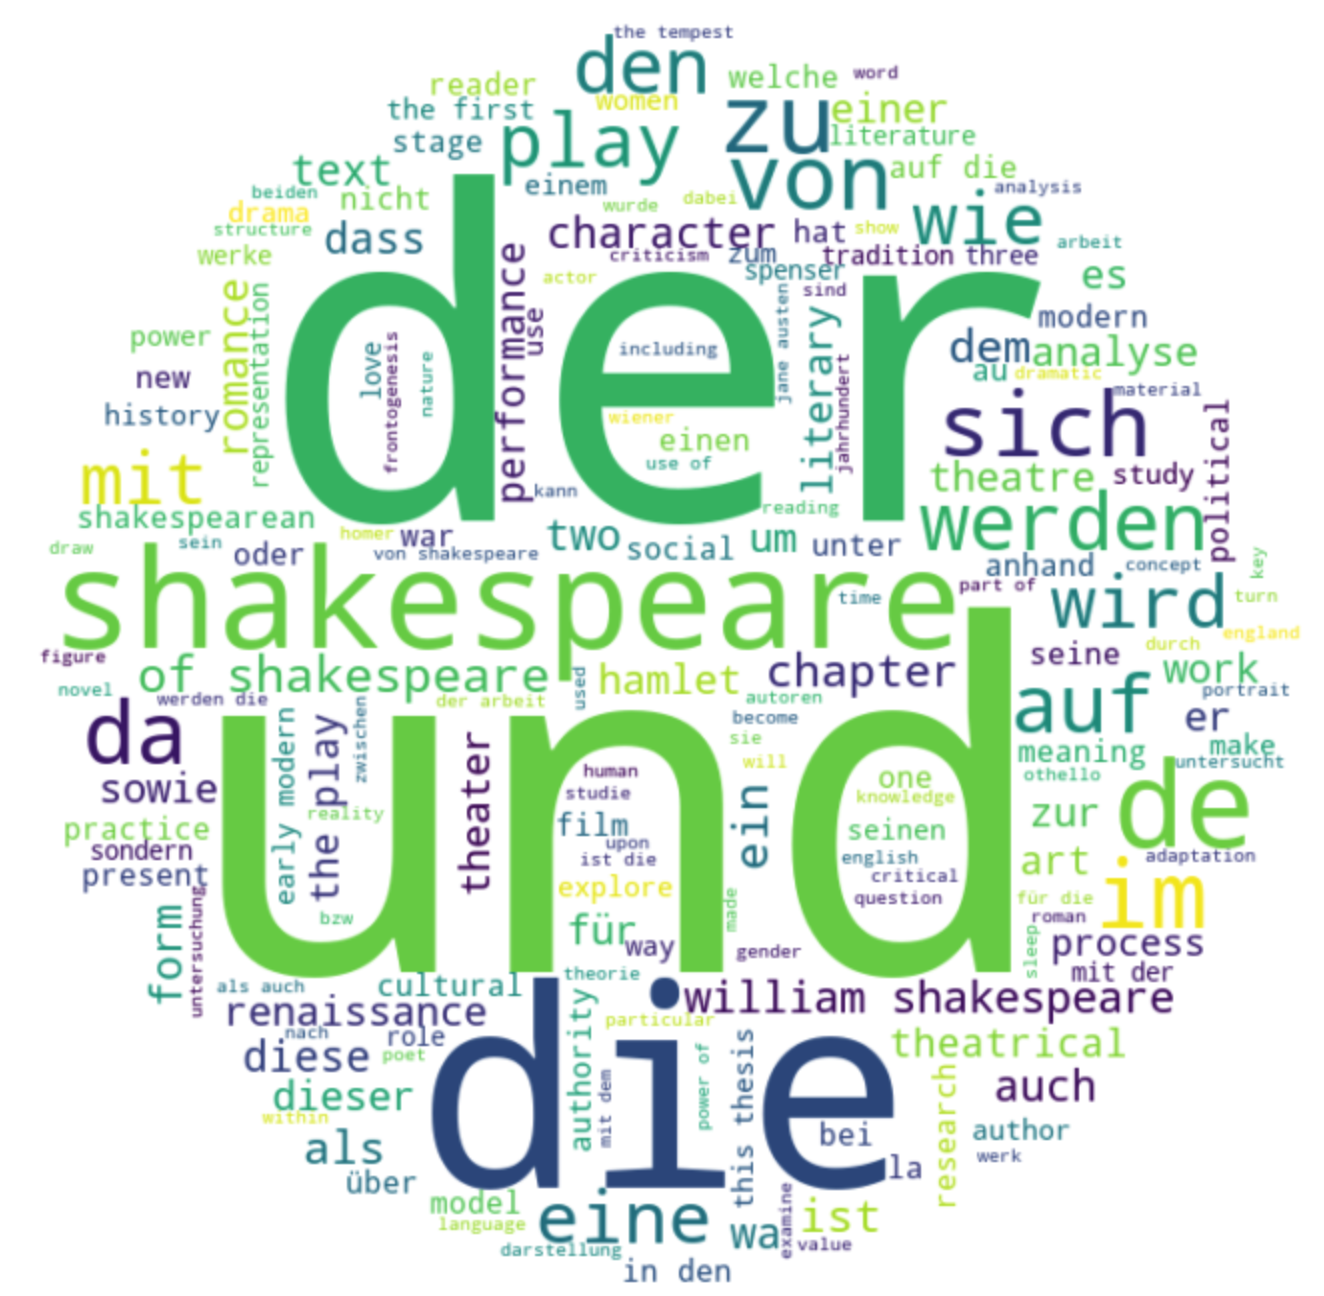 the tempest
den
welche
word
reader
women
zu
einer
the first
play
literature
stage
von
auf die
text
einem
analysis
beiden
nicht
wurde
dabei
wie
drama
structure
dass
character
hat
show
arbeit
werke
criticism
zum
tradition
three
der
performance
actor
spenser
es
romance
representation
use
jane austen
sind
literary
modern
power
love
frontogenesis
nature
including
jahrhundert
dem
analyse
new
au
dramatic
history
wiener
material
einen
sich
political
mit
use of
theatre
study
kann
shakespearean
reading
werden
draw
sein
oder
homer
war
von shakespeare
two
social
um
unter
anhand
concept
key
shakespeare
time
part of
wird
turn
figure
england
durch
of shakespeare
hamlet
chapter
seine
work
novel
werden die
der arbeit
used
autoren
auf
portrait
da
und
early modern
the play
zwischen
theater
become
sie
er
will
meaning
make
untersucht
sowie
human
studie
one
othello
de
reality
knowledge
practice
film
ein
seinen
zur
sondern
upon
ist die
english
art
adaptation
present
critical
explore
question
für die
im
form
untersuchung
bzw
für
made
roman
way
gender
sleep
process
theorie
mit der
als auch
cultural
die
william shakespeare
renaissance
particular
nach
role
diese
poet
authority
power of
this thesis
theatrical
mit dem
dieser
research
auch
within
bei
author
als
la
werk
über
model
eine
examine
ist
language
wa
darstellung
value
in den